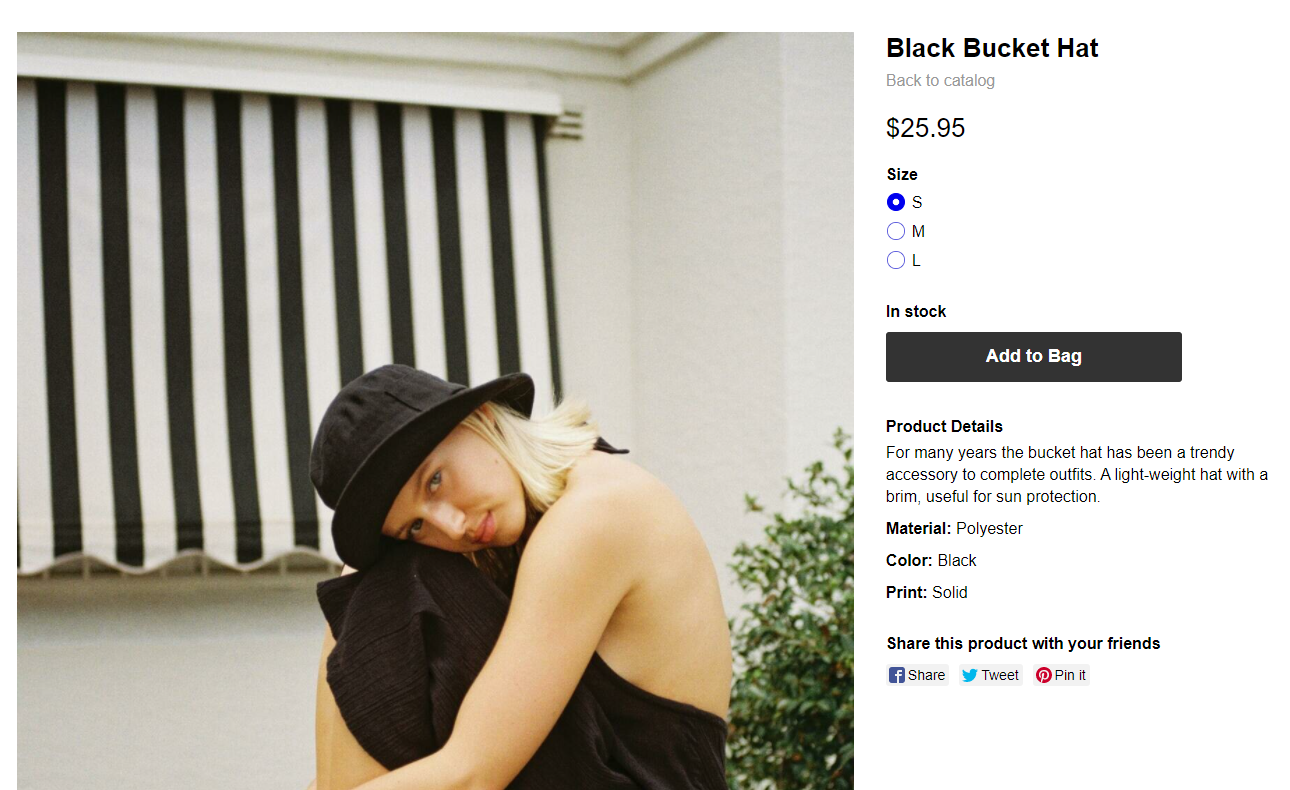 Black Bucket Hat
Back to catalog
$25.95
Size
S
M
L
In stock
Add to Bag
Product Details
For many years the bucket hat has been a trendy
accessory to complete outfits. A light-weight hat with a
brim, useful for sun protection.
Material: Polyester
Color: Black
Print: Solid
Share this product with your friends
Share Tweet Pin it